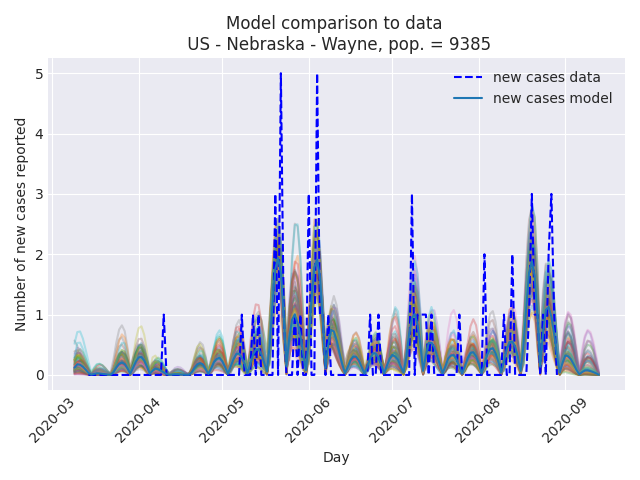 Model comparison to data
US - Nebraska - Wayne, pop. = 9385
new cases data
new cases model
Number of new cases reported
5
4
3
2
1
0
2020-03
2020-04
2020-05
2020-06
2020-07
2020-08
2020-09
Day